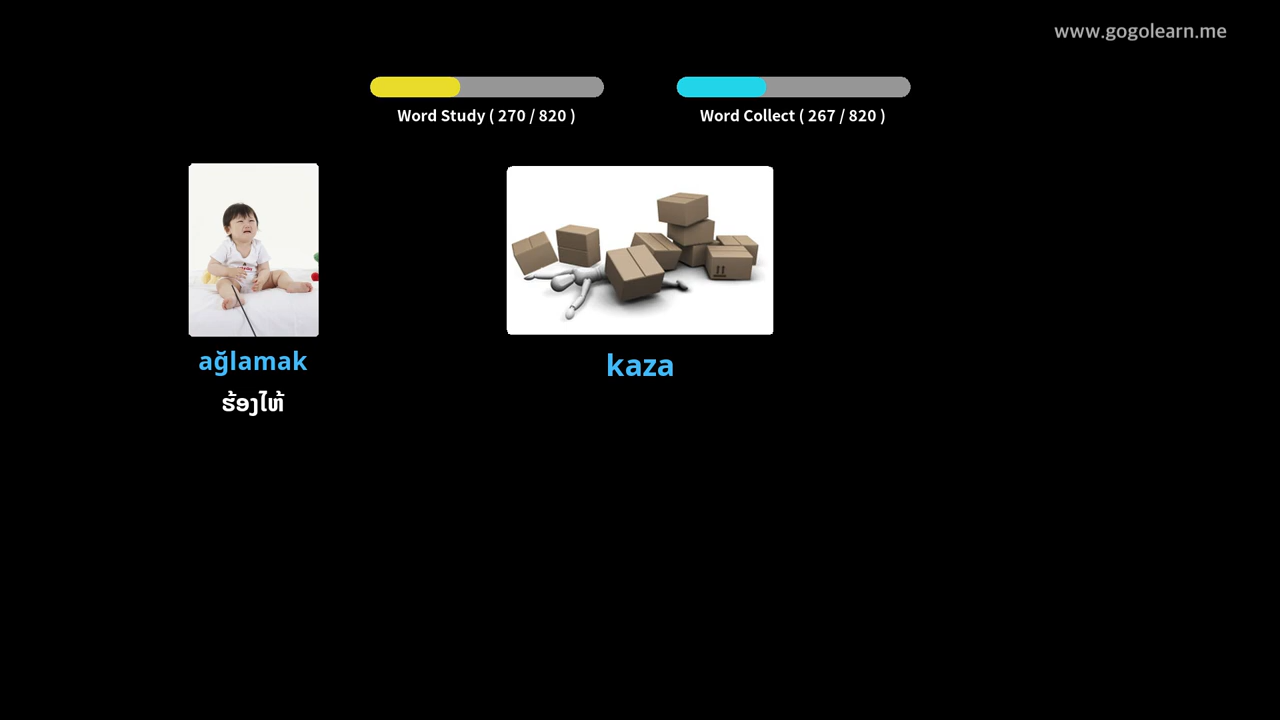 www.gogolearn.me
Word Study ( 270 / 820 )
Word Collect ( 267 / 820 )
ağlamak
ຮ້ອງໄຫ້
kaza